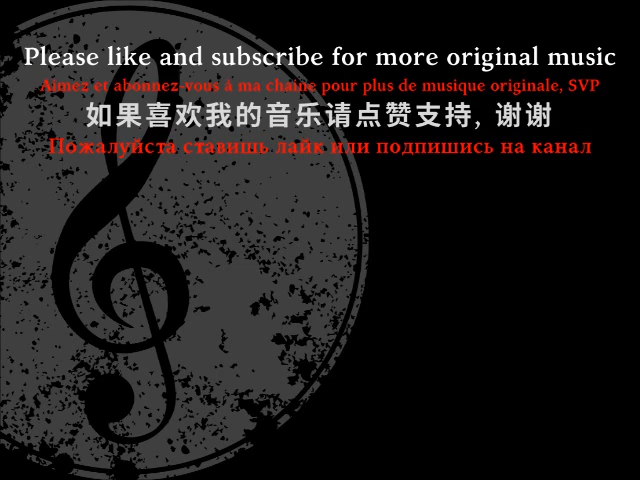 Please like and subscribe for more original music
Aimez et abonnez-vous à ma chaîne pour plus de musique originale, SVP
如果喜欢我的音乐请点赞支持, 谢谢
Пожалуйста ставишь лайк или подпишись на канал